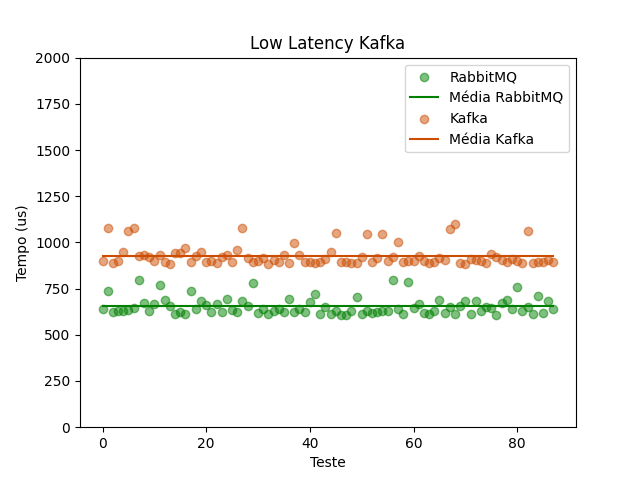 Low Latency Kafka
RabbitMQ
Média RabbitMQ
Kafka
Média Kafka
Tempo (us)
2000
1750
1500
1250
1000
750
500
250
0
0 20 40 60 80
Teste